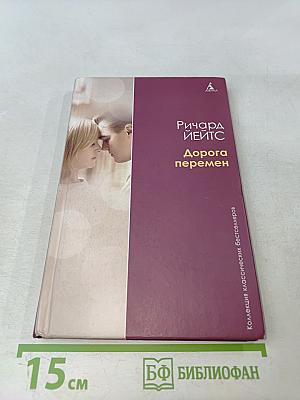 Ричард
ЙЕЙТС
Дорога
перемен
Коллекция классических бестселлеров
15 см
БФ БИБЛИОФАН